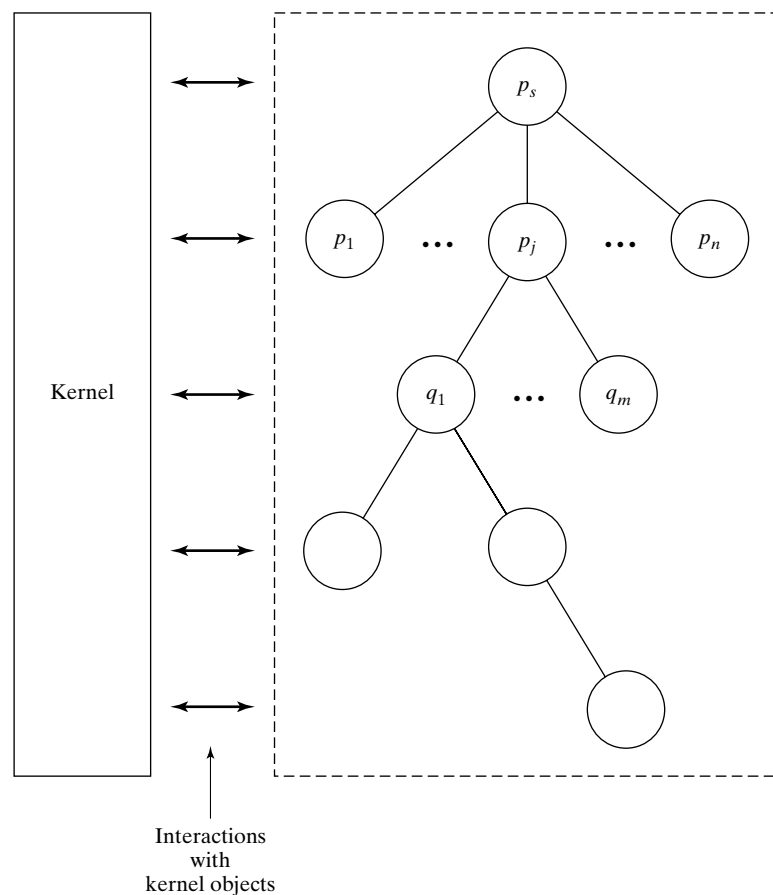 p_s
p_1 ... p_j ... p_n
Kernel
q_1 ... q_m
Interactions
with
kernel objects